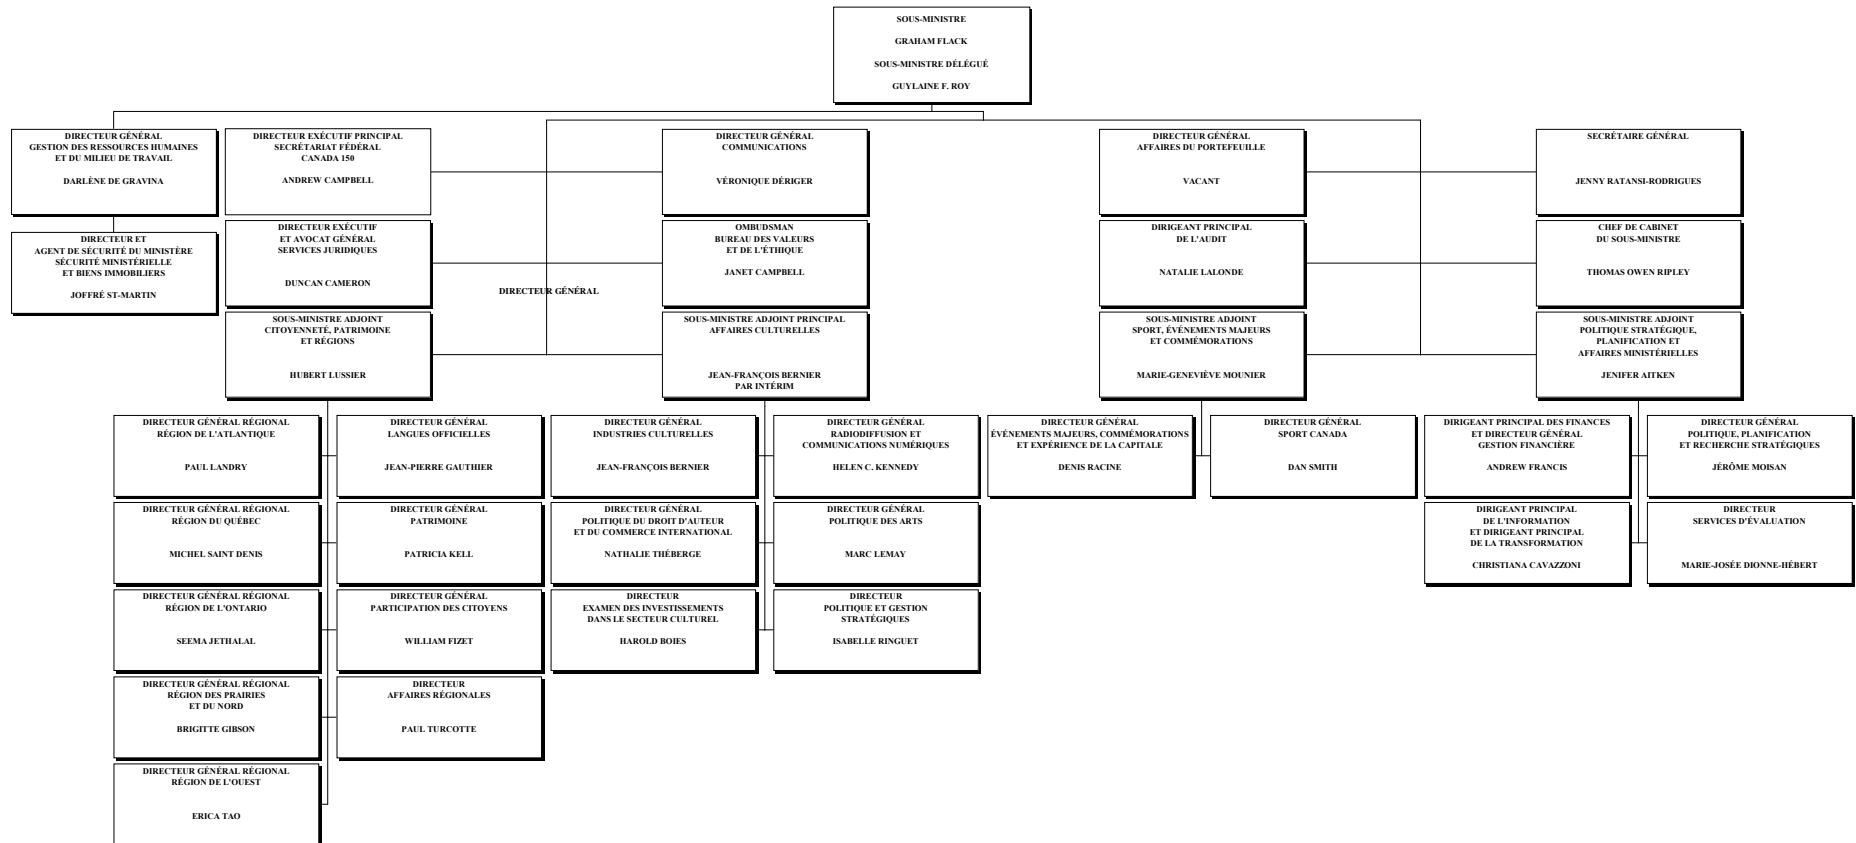 SOUS-MINISTRE
GRAHAM FLACK
SOUS-MINISTRE DÉLÉGUÉ
GUYLAINE F. ROY
DIRECTEUR GÉNÉRAL
GESTION DES RESSOURCES HUMAINES
ET DU MILIEU DE TRAVAIL
DARLÈNE DE GRAVINA
DIRECTEUR EXÉCUTIF PRINCIPAL
SECRÉTARIAT FÉDÉRAL
CANADA 150
ANDREW CAMPBELL
DIRECTEUR GÉNÉRAL
COMMUNICATIONS
VÉRONIQUE DÉRIGER
DIRECTEUR GÉNÉRAL
AFFAIRES DU PORTEFEUILLE
VACANT
SECRÉTAIRE GÉNÉRAL
JENNY RATANSI-RODRIGUES
DIRECTEUR ET
AGENT DE SÉCURITÉ DU MINISTÈRE
SÉCURITÉ MINISTÉRIELLE
ET BIENS IMMOBILIERS
JOFFRÉ ST-MARTIN
DIRECTEUR EXÉCUTIF
ET AVOCAT GÉNÉRAL
SERVICES JURIDIQUES
DUNCAN CAMERON
DIRECTEUR GÉNÉRAL
OMBUDSMAN
BUREAU DES VALEURS
ET DE L'ÉTHIQUE
JANET CAMPBELL
DIRIGEANT PRINCIPAL
DE L'AUDIT
NATALIE LALONDE
CHEF DE CABINET
DU SOUS-MINISTRE
THOMAS OWEN RIPLEY
SOUS-MINISTRE ADJOINT
CITOYENNETÉ, PATRIMOINE
ET RÉGIONS
HUBERT LUSSIER
SOUS-MINISTRE ADJOINT PRINCIPAL
AFFAIRES CULTURELLES
JEAN-FRANÇOIS BERNIER
PAR INTÉRIM
SOUS-MINISTRE ADJOINT
SPORT, ÉVÉNEMENTS MAJEURS
ET COMMÉMORATIONS
MARIE-GENEVIÈVE MOUNIER
SOUS-MINISTRE ADJOINT
POLITIQUE STRATÉGIQUE,
PLANIFICATION ET
AFFAIRES MINISTÉRIELLES
JENIFER AITKEN
DIRECTEUR GÉNÉRAL RÉGIONAL
RÉGION DE L'ATLANTIQUE
PAUL LANDRY
DIRECTEUR GÉNÉRAL
LANGUES OFFICIELLES
JEAN-PIERRE GAUTHIER
DIRECTEUR GÉNÉRAL
INDUSTRIES CULTURELLES
JEAN-FRANÇOIS BERNIER
DIRECTEUR GÉNÉRAL
RADIODIFFUSION ET
COMMUNICATIONS NUMÉRIQUES
HELEN C. KENNEDY
DIRECTEUR GÉNÉRAL
ÉVÉNEMENTS MAJEURS, COMMÉMORATIONS
ET EXPÉRIENCE DE LA CAPITALE
DENIS RACINE
DIRECTEUR GÉNÉRAL
SPORT CANADA
DAN SMITH
DIRIGEANT PRINCIPAL DES FINANCES
ET DIRECTEUR GÉNÉRAL
GESTION FINANCIÈRE
ANDREW FRANCIS
DIRECTEUR GÉNÉRAL
POLITIQUE, PLANIFICATION
ET RECHERCHE STRATÉGIQUES
JÉRÔME MOISAN
DIRECTEUR GÉNÉRAL RÉGIONAL
RÉGION DU QUÉBEC
MICHEL SAINT DENIS
DIRECTEUR GÉNÉRAL
PATRIMOINE
PATRICIA KELL
DIRECTEUR GÉNÉRAL
POLITIQUE DU DROIT D'AUTEUR
ET DU COMMERCE INTERNATIONAL
NATHALIE THÉBERGE
DIRECTEUR GÉNÉRAL
POLITIQUE DES ARTS
MARC LEMAY
DIRIGEANT PRINCIPAL
DE L'INFORMATION
ET DIRIGEANT PRINCIPAL
DE LA TRANSFORMATION
CHRISTIANA CAVAZZONI
DIRECTEUR
SERVICES D'ÉVALUATION
MARIE-JOSÉE DIONNE-HÉBERT
DIRECTEUR GÉNÉRAL RÉGIONAL
RÉGION DE L'ONTARIO
SEEMA JETHALAL
DIRECTEUR GÉNÉRAL
PARTICIPATION DES CITOYENS
WILLIAM FIZET
DIRECTEUR
EXAMEN DES INVESTISSEMENTS
DANS LE SECTEUR CULTUREL
HAROLD BOIES
DIRECTEUR
POLITIQUE ET GESTION
STRATÉGIQUES
ISABELLE RINGUET
DIRECTEUR GÉNÉRAL RÉGIONAL
RÉGION DES PRAIRIES
ET DU NORD
BRIGITTE GIBSON
DIRECTEUR
AFFAIRES RÉGIONALES
PAUL TURCOTTE
DIRECTEUR GÉNÉRAL RÉGIONAL
RÉGION DE L'OUEST
ERICA TAO